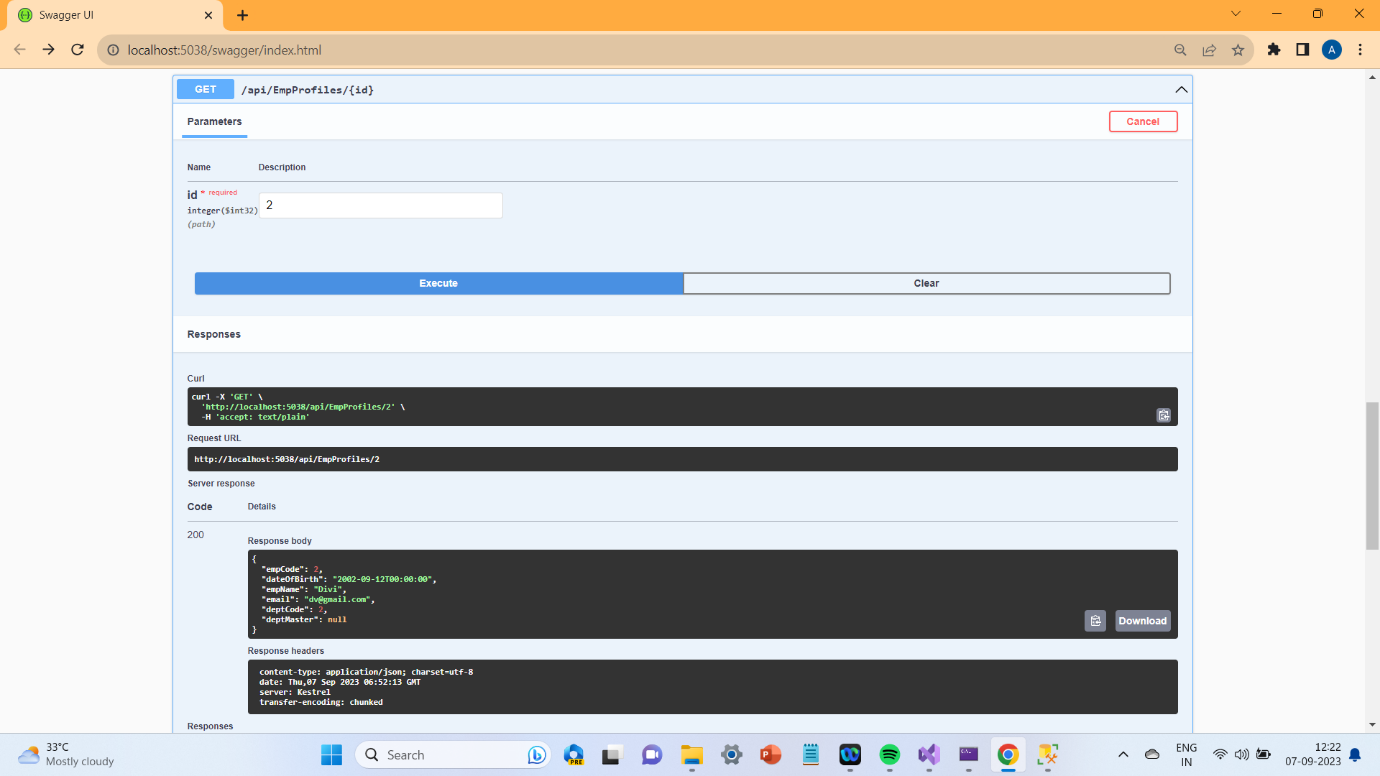 Swagger UI
localhost:5038/swagger/index.html
A
GET /api/EmpProfiles/{id}
Parameters
Cancel
Name Description
id * required
integer($int32)
(path)
2
Execute Clear
Responses
Curl
curl -X 'GET' \
'http://localhost:5038/api/EmpProfiles/2' \
-H 'accept: text/plain'
Request URL
http://localhost:5038/api/EmpProfiles/2
Server response
Code Details
200
Response body
{
"empCode": 2,
"dateOfBirth": "2002-09-12T00:00:00",
"empName": "Divi",
"email": "dv@gmail.com",
"deptCode": 2,
"deptMaster": null
}
Download
Response headers
content-type: application/json; charset=utf-8
date: Thu,07 Sep 2023 06:52:13 GMT
server: Kestrel
transfer-encoding: chunked
Responses
33°C
Mostly cloudy
Search
PRE
ENG
IN
12:22
07-09-2023